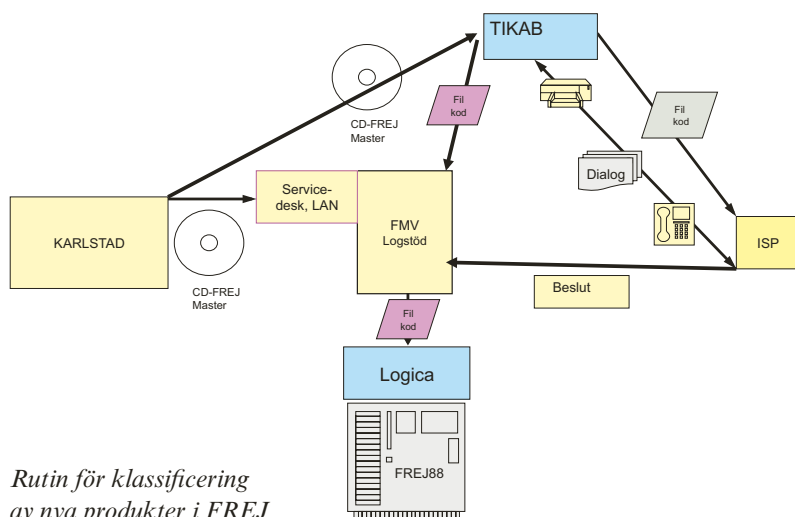 TIKAB
Fil
kod
Fil
kod
CD-FREJ
Master
Dialog
Service-
desk, LAN
FMV
Logstöd
KARLSTAD
ISP
CD-FREJ
Master
Beslut
Fil
kod
Logica
FREJ88
Rutin för klassificering
av nya produkter i FREJ